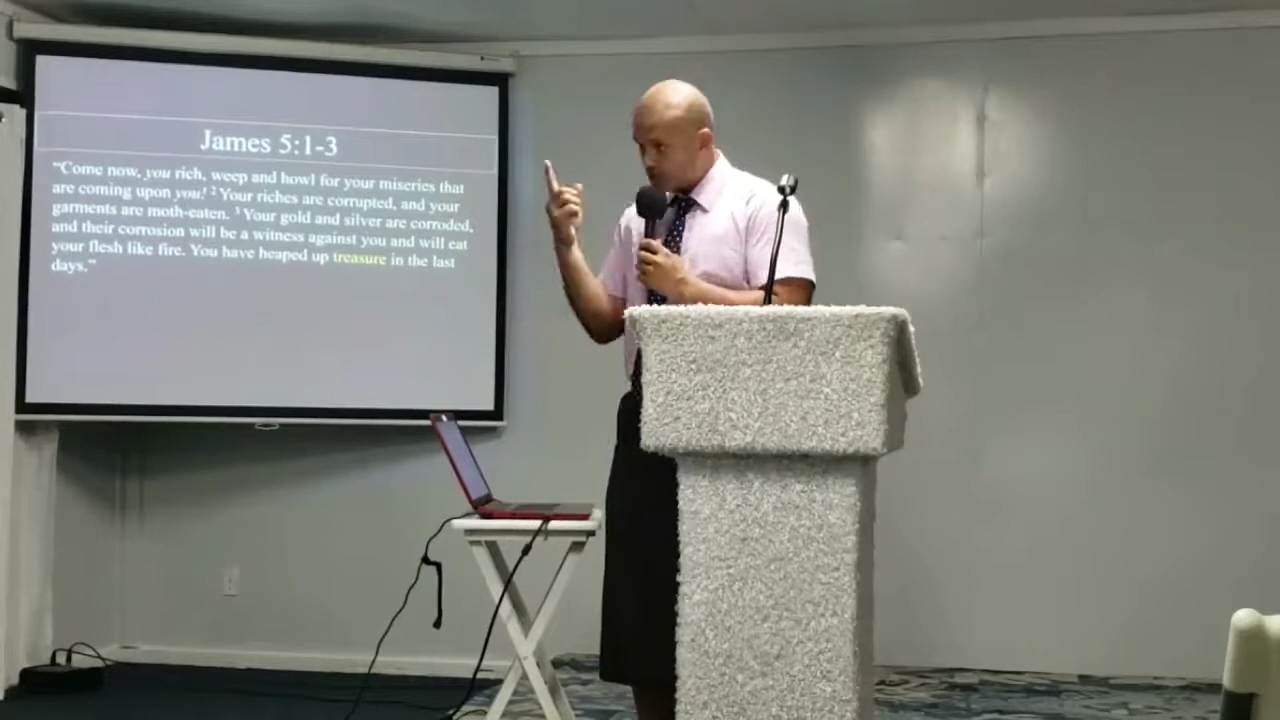 James 5:1-3
“Come now, you rich, weep and howl for your miseries that
are coming upon you! ² Your riches are corrupted, and your
garments are moth-eaten. ³ Your gold and silver are corroded,
and their corrosion will be a witness against you and will eat
your flesh like fire. You have heaped up treasure in the last
days.”